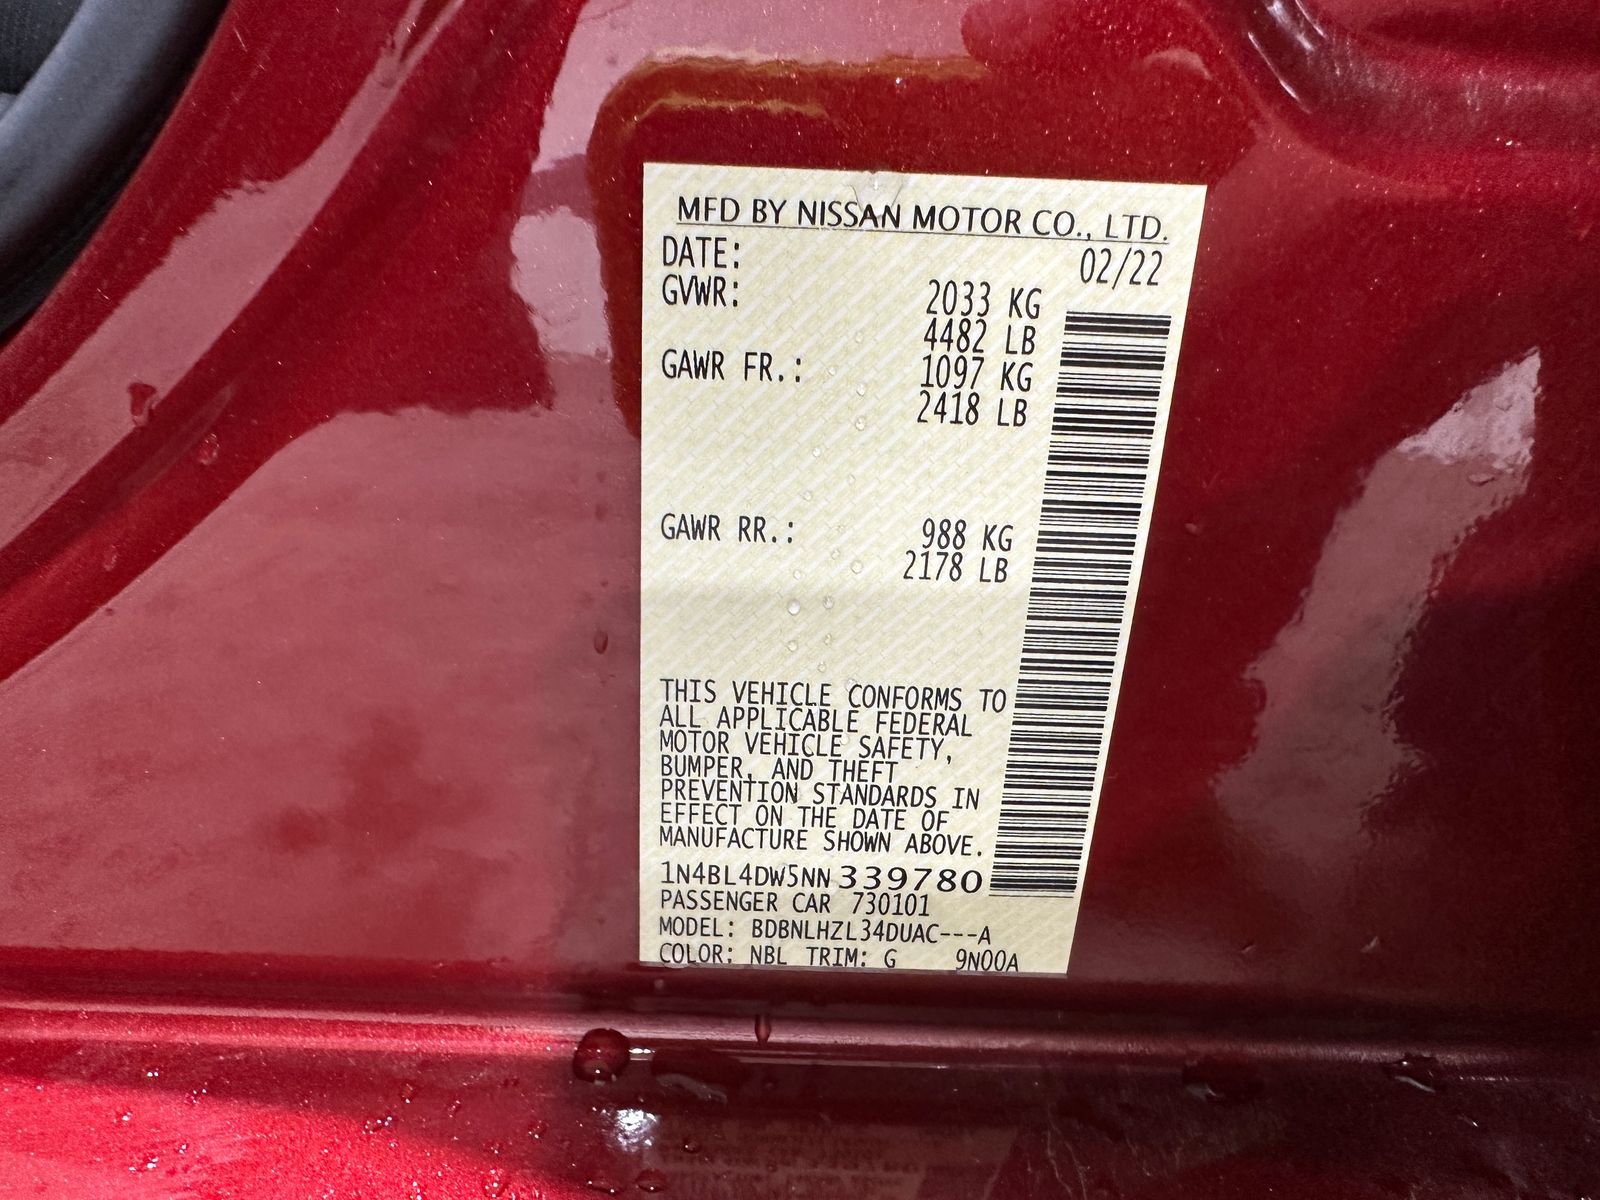 MFD BY NISSAN MOTOR CO., LTD.
DATE: 02/22
GVWR: 2033 KG
4482 LB
GAWR FR.: 1097 KG
2418 LB
GAWR RR.: 988 KG
2178 LB
THIS VEHICLE CONFORMS TO
ALL APPLICABLE FEDERAL
MOTOR VEHICLE SAFETY,
BUMPER, AND THEFT
PREVENTION STANDARDS IN
EFFECT ON THE DATE OF
MANUFACTURE SHOWN ABOVE.
1N4BL4DW5NN339780
PASSENGER CAR 730101
MODEL: BDBNLHZL34DUAC---A
COLOR: NBL TRIM: G 9N00A